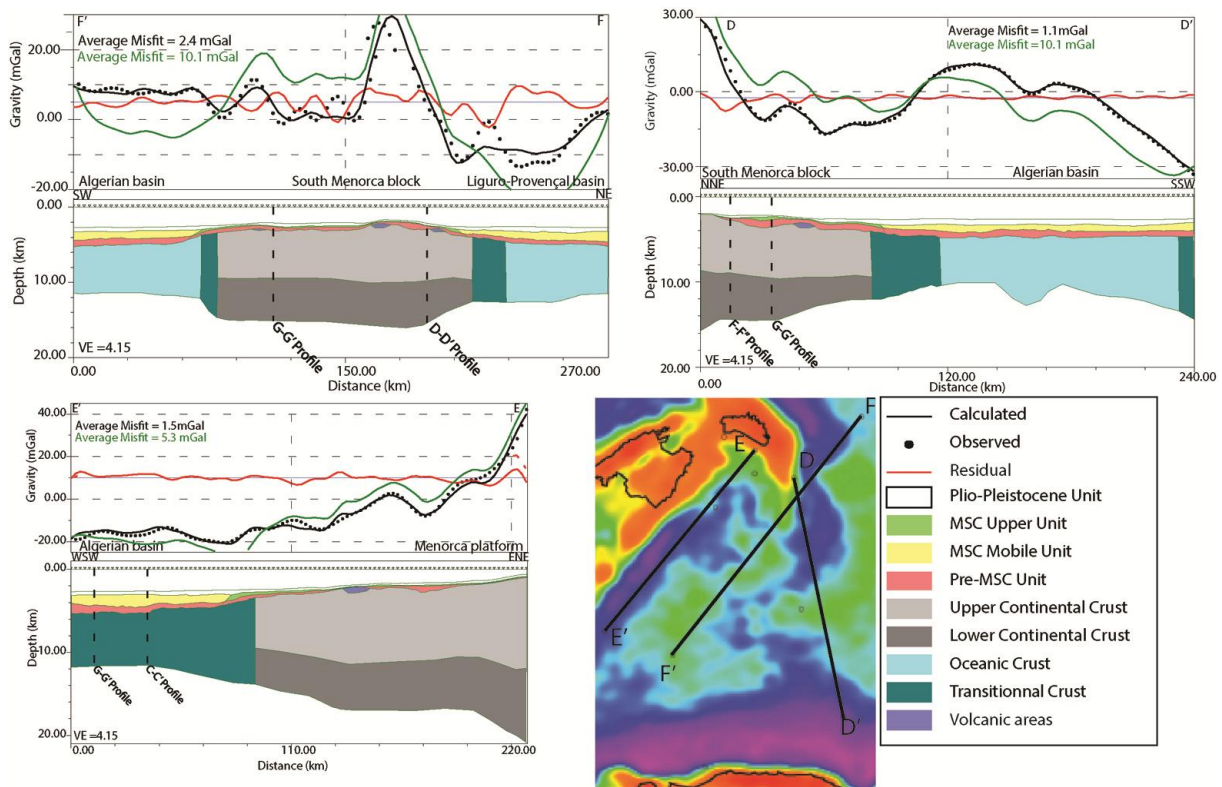 F'
F
Average Misfit = 2.4 mGal
Average Misfit = 10.1 mGal
Gravity (mGal)
20.00
0.00
-20.00
Algerian basin
South Menorca block
Liguro-Provençal basin
SW
NE
0.00
Depth (km)
10.00
20.00
G-G' Profile
D-D' Profile
VE =4.15
0.00
150.00
270.00
Distance (km)
D
D'
Average Misfit = 1.1mGal
Average Misfit =10.1 mGal
Gravity (mGal)
30.00
0.00
-30.00
South Menorca block
Algerian basin
NNE
SSW
0.00
Depth (km)
10.00
20.00
F-F' Profile
G-G' Profile
VE =4.15
0.00
120.00
240.00
Distance (km)
E'
E
Average Misfit = 1.5mGal
Average Misfit = 5.3 mGal
Gravity (mGal)
40.00
20.00
0.00
-20.00
Algerian basin
Menorca platform
WSW
ENE
0.00
Depth (km)
10.00
20.00
G-G' Profile
C-C' Profile
VE =4.15
0.00
110.00
220.00
Distance (km)
F
E
D
E'
F'
D'
Calculated
Observed
Residual
Plio-Pleistocene Unit
MSC Upper Unit
MSC Mobile Unit
Pre-MSC Unit
Upper Continental Crust
Lower Continental Crust
Oceanic Crust
Transitionnal Crust
Volcanic areas